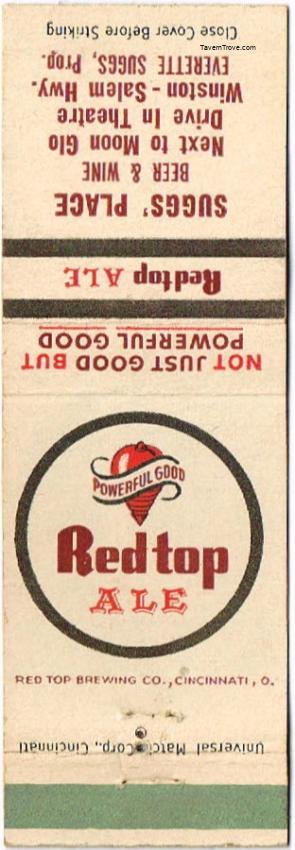 TavernTrove.com
Close Cover Before Striking
SUGGS' PLACE
BEER & WINE
Next to Moon Glo
Drive In Theatre
Winston - Salem Hwy.
EVERETTE SUGGS, Prop.
Redtop ALE
NOT JUST GOOD BUT
POWERFUL GOOD
POWERFUL GOOD
Redtop
ALE
RED TOP BREWING CO., CINCINNATI, O.
Universal Match Corp., Cincinnati